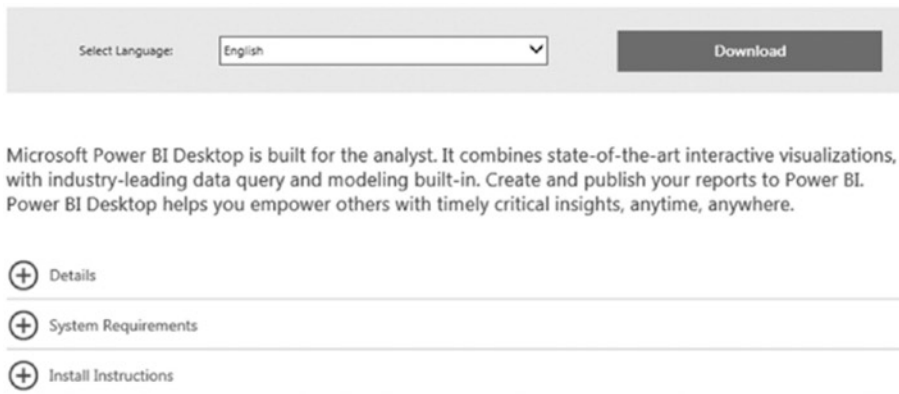 Select Language:
English
Download
Microsoft Power BI Desktop is built for the analyst. It combines state-of-the-art interactive visualizations,
with industry-leading data query and modeling built-in. Create and publish your reports to Power BI.
Power BI Desktop helps you empower others with timely critical insights, anytime, anywhere.
Details
System Requirements
Install Instructions